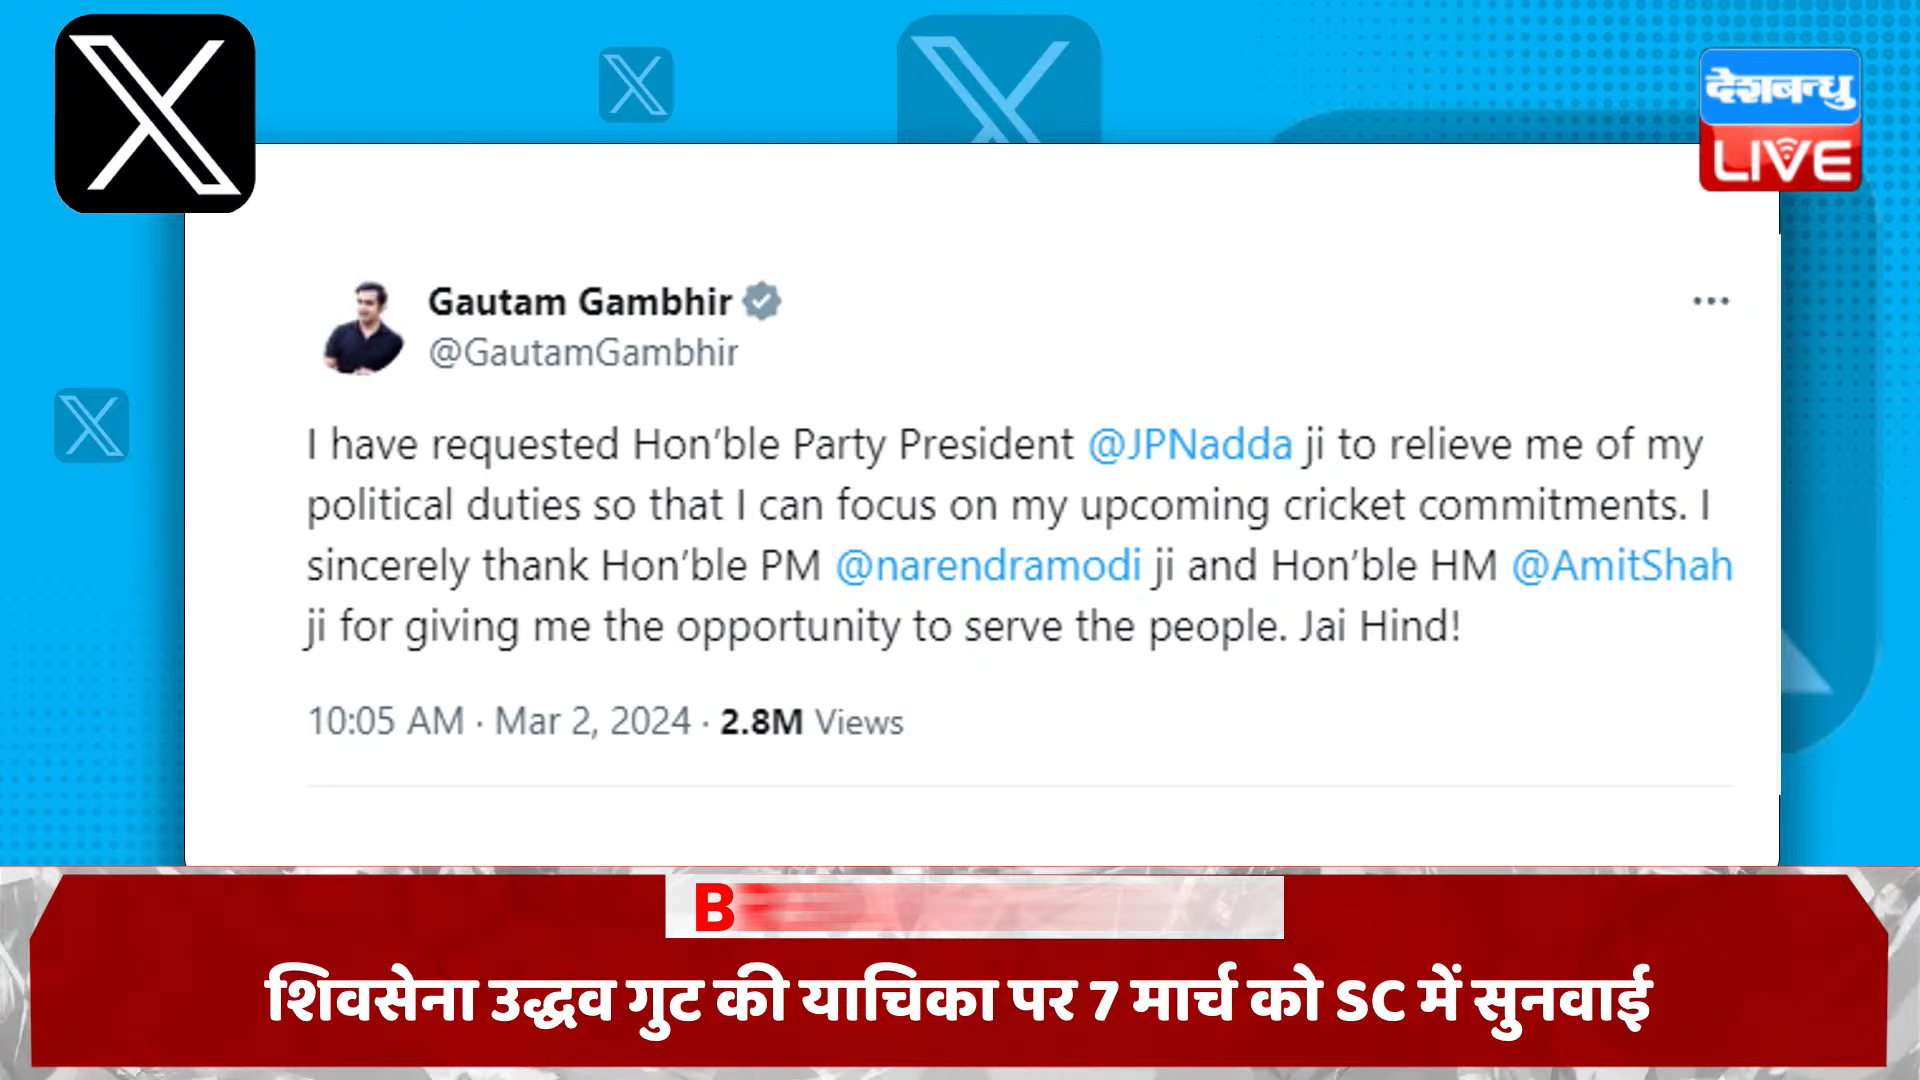 देशबन्धु
LIVE
Gautam Gambhir
@GautamGambhir
I have requested Hon’ble Party President @JPNadda ji to relieve me of my
political duties so that I can focus on my upcoming cricket commitments. I
sincerely thank Hon’ble PM @narendramodi ji and Hon’ble HM @AmitShah
ji for giving me the opportunity to serve the people. Jai Hind!
10:05 AM · Mar 2, 2024 · 2.8M Views
B
शिवसेना उद्धव गुट की याचिका पर 7 मार्च को SC में सुनवाई